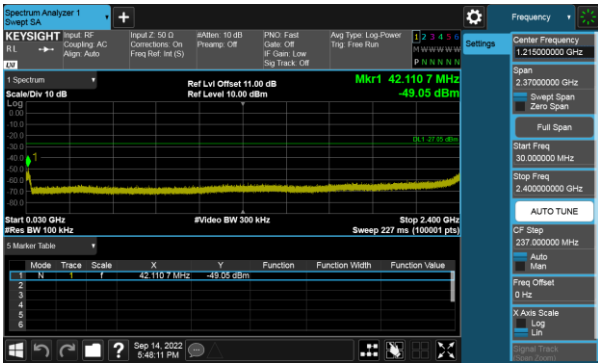 Spectrum Analyzer 1
Swept SA
Frequency
KEYSIGHT
Input: RF
Coupling: AC
Align: Auto
Input Z: 50 Ω
Corrections: On
Freq Ref: Int (S)
#Atten: 10 dB
Preamp: Off
PNO: Fast
Gate: Off
IF Gain: Low
Sig Track: Off
Avg Type: Log-Power
Trig: Free Run
1 2 3 4 5 6
M W W W W W
P N N N N N
RL
LXI
Settings
Center Frequency
1.215000000 GHz
Span
2.37000000 GHz
Swept Span
Zero Span
Full Span
Start Freq
30.000000 MHz
Stop Freq
2.400000000 GHz
AUTO TUNE
CF Step
237.000000 MHz
Auto
Man
Freq Offset
0 Hz
X Axis Scale
Log
Lin
Signal Track
(Span Zoom)
1 Spectrum
Scale/Div 10 dB
Ref Lvl Offset 11.00 dB
Ref Level 10.00 dBm
Mkr1 42.110 7 MHz
-49.05 dBm
Log
0.00
-10.0
-20.0
DL1 -27.05 dBm
-30.0
-40.0
1
-50.0
-60.0
-70.0
-80.0
Start 0.030 GHz
#Video BW 300 kHz
Stop 2.400 GHz
#Res BW 100 kHz
Sweep 227 ms (100001 pts)
5 Marker Table
Mode Trace Scale X Y Function Function Width Function Value
1 N 1 f 42.110 7 MHz -49.05 dBm
2
3
4
5
6
Sep 14, 2022
5:48:11 PM